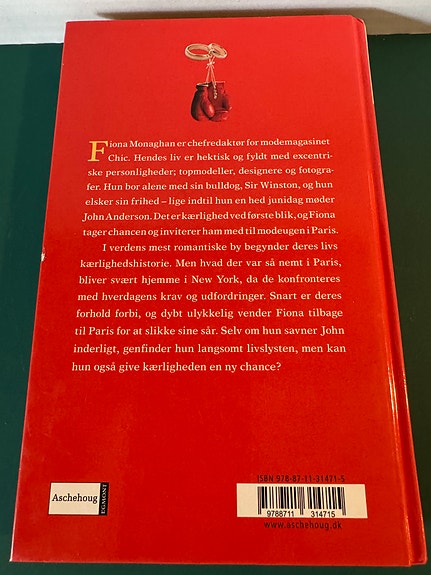 Fiona Monaghan er chefredaktør for modemagasinet
Chic. Hendes liv er hektisk og fyldt med excentri-
ske personligheder; topmodeller, designere og fotogra-
fer. Hun bor alene med sin bulldog, Sir Winston, og hun
elsker sin frihed – lige indtil hun en hed junidag møder
John Anderson. Det er kærlighed ved første blik, og Fiona
tager chancen og inviterer ham med til modeugen i Paris.
I verdens mest romantiske by begynder deres livs
kærlighedshistorie. Men hvad der var så nemt i Paris,
bliver svært hjemme i New York, da de konfronteres
med hverdagens krav og udfordringer. Snart er deres
forhold forbi, og dybt ulykkelig vender Fiona tilbage
til Paris for at slikke sine sår. Selv om hun savner John
inderligt, genfinder hun langsomt livslysten, men kan
hun også give kærligheden en ny chance?
ISBN 978-87-11-31471-5
9788711 314715
www.aschehoug.dk
Aschehoug
EGMONT